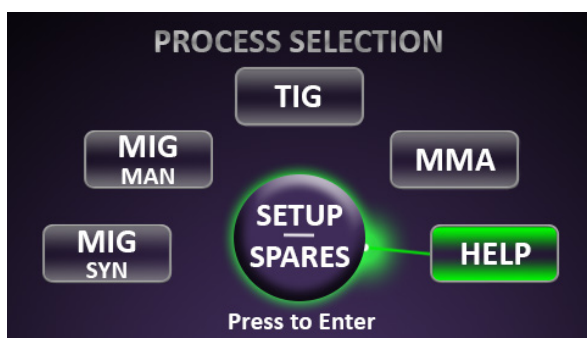 PROCESS SELECTION
TIG
MIG
MAN
MMA
MIG
SYN
SETUP
SPARES
HELP
Press to Enter